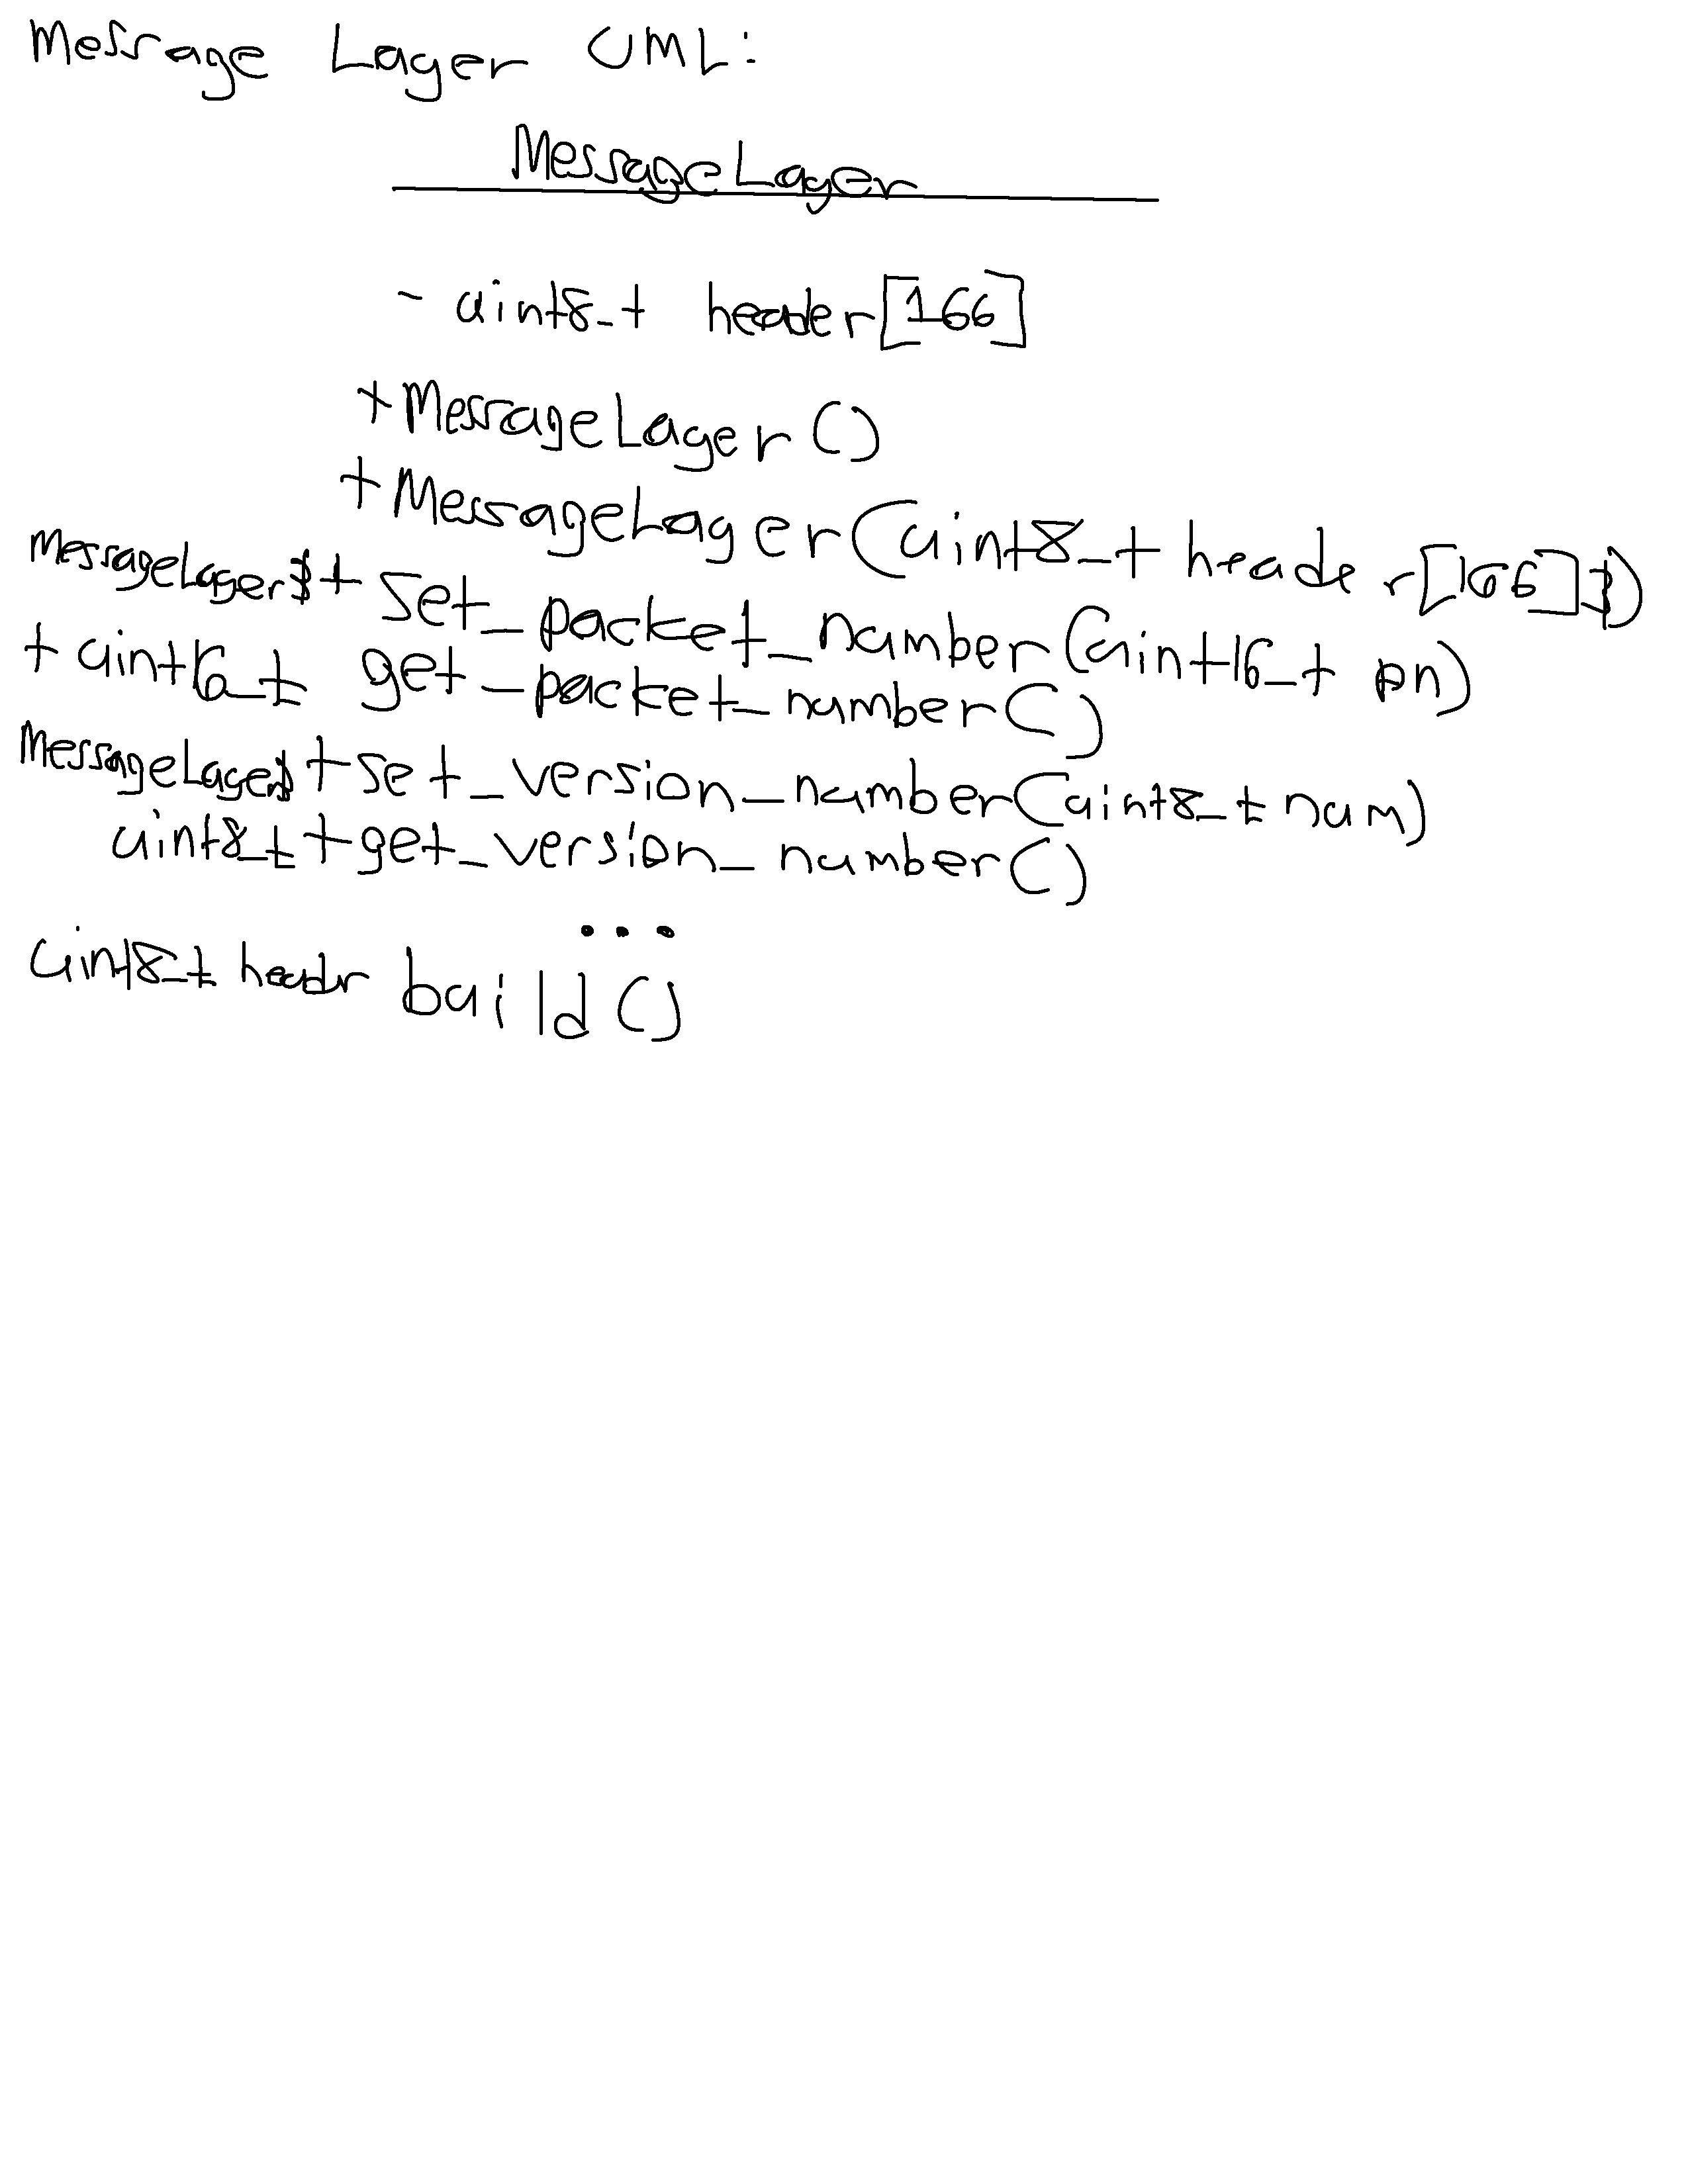 Message Layer UML:
MessageLayer
- uint8_t header[166]
+ MessageLayer()
+ MessageLayer(uint8_t header[166]&)
MessageLayer& + set_packet_number(uint16_t pn)
+ uint16_t get_packet_number()
MessageLayer& + set_version_number(uint8_t num)
uint8_t + get_version_number()
...
uint8_t headr build()